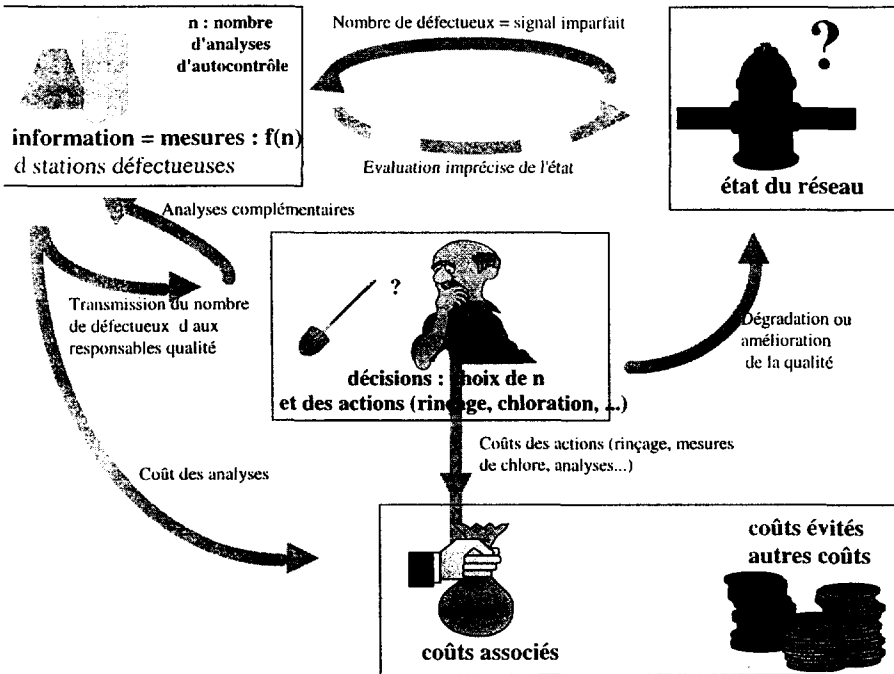 n : nombre
d'analyses
d'autocontrôle
information = mesures : f(n)
d stations défectueuses
Nombre de défectueux = signal imparfait
Evaluation imprécise de l'état
?
état du réseau
Analyses complémentaires
Transmission du nombre
de défectueux d aux
responsables qualité
?
décisions : choix de n
et des actions (rinçage, chloration, ...)
Dégradation ou
amélioration
de la qualité
Coûts des actions (rinçage, mesures
de chlore, analyses...)
Coût des analyses
coûts évités
autres coûts
coûts associés